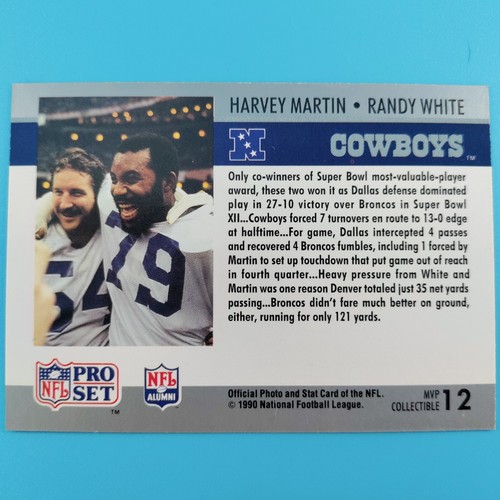 HARVEY MARTIN • RANDY WHITE
N
COWBOYS TM
Only co-winners of Super Bowl most-valuable-player
award, these two won it as Dallas defense dominated
play in 27-10 victory over Broncos in Super Bowl
XII...Cowboys forced 7 turnovers en route to 13-0 edge
at halftime...For game, Dallas intercepted 4 passes
and recovered 4 Broncos fumbles, including 1 forced by
Martin to set up touchdown that put game out of reach
in fourth quarter...Heavy pressure from White and
Martin was one reason Denver totaled just 35 net yards
passing...Broncos didn't fare much better on ground,
either, running for only 121 yards.
54
79
NFL PRO SET TM
NFL ALUMNI
Official Photo and Stat Card of the NFL.
© 1990 National Football League.
MVP
COLLECTIBLE 12